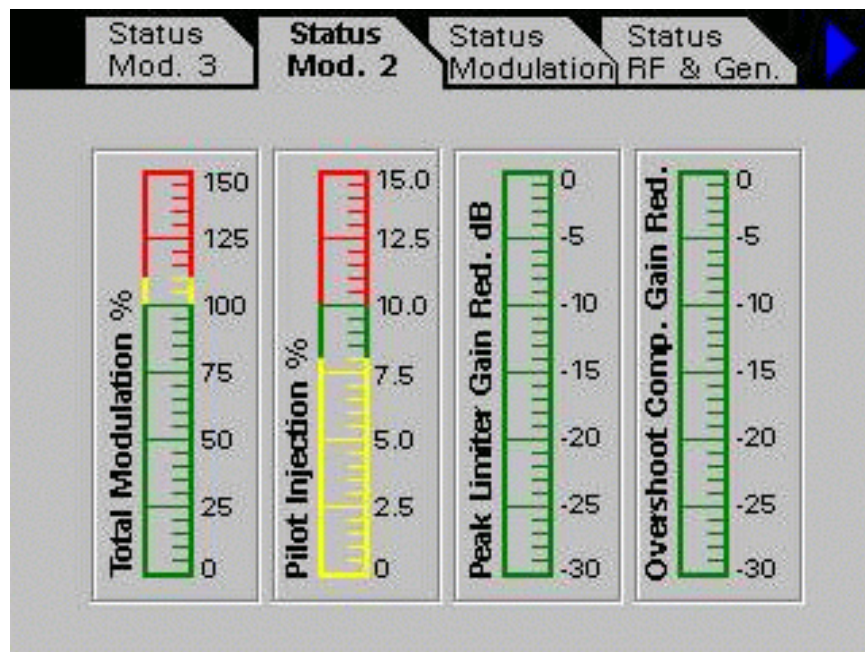 Status
Mod. 3
Status
Mod. 2
Status
Modulation
Status
RF & Gen.
Total Modulation %
150
125
100
75
50
25
0
Pilot Injection %
15.0
12.5
10.0
7.5
5.0
2.5
0
Peak Limiter Gain Red. dB
0
-5
-10
-15
-20
-25
-30
Overshoot Comp. Gain Red.
0
-5
-10
-15
-20
-25
-30